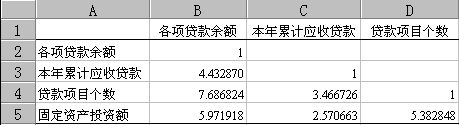 A B C D
1 各项贷款余额 本年累计应收贷款 贷款项目个数
2 各项贷款余额 1
3 本年累计应收贷款 4.432870 1
4 贷款项目个数 7.686824 3.466726 1
5 固定资产投资额 5.971918 2.570663 5.382848